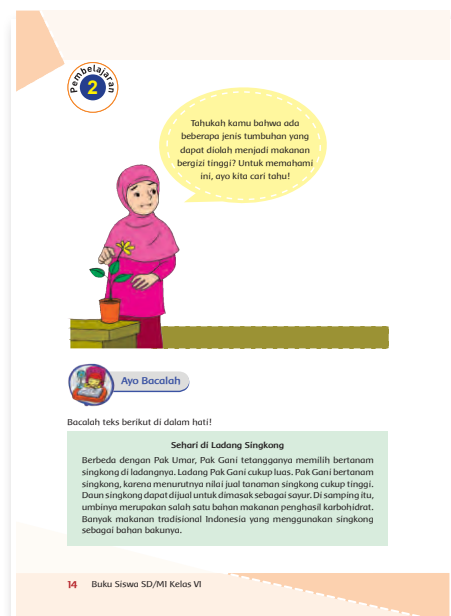 Pembelajaran
2
Tahukah kamu bahwa ada
beberapa jenis tumbuhan yang
dapat diolah menjadi makanan
bergizi tinggi? Untuk memahami
ini, ayo kita cari tahu!
Ayo Bacalah
Bacalah teks berikut di dalam hati!
Sehari di Ladang Singkong
Berbeda dengan Pak Umar, Pak Gani tetangganya memilih bertanam
singkong di ladangnya. Ladang Pak Gani cukup luas. Pak Gani bertanam
singkong, karena menurutnya nilai jual tanaman singkong cukup tinggi.
Daun singkong dapat dijual untuk dimasak sebagai sayur. Di samping itu,
umbinya merupakan salah satu bahan makanan penghasil karbohidrat.
Banyak makanan tradisional Indonesia yang menggunakan singkong
sebagai bahan bakunya.
14 Buku Siswa SD/MI Kelas VI